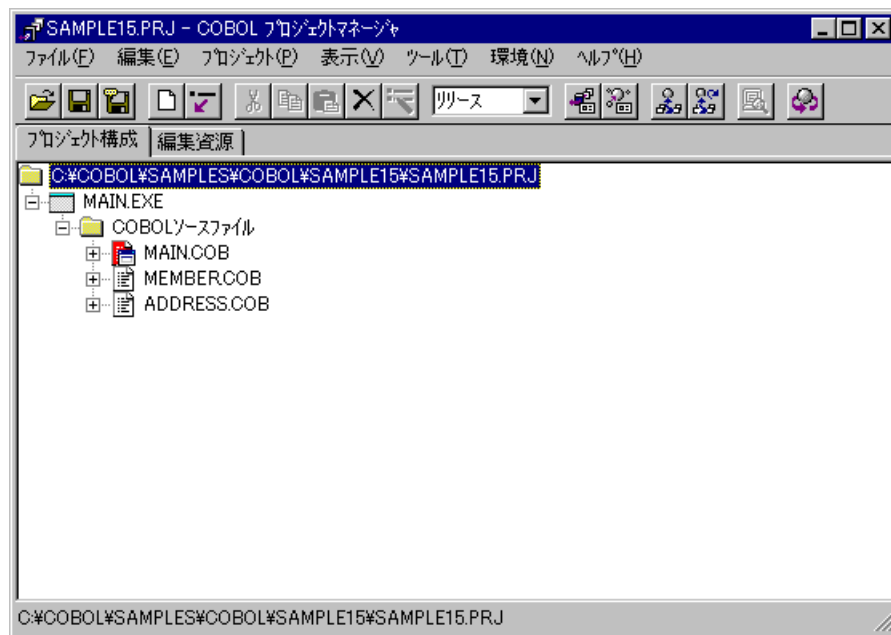 SAMPLE15.PRJ - COBOL ﾌﾟﾛｼﾞｪｸﾄﾏﾈｰｼﾞｬ
ﾌｧｲﾙ(F) 編集(E) ﾌﾟﾛｼﾞｪｸﾄ(P) 表示(V) ﾂｰﾙ(T) 環境(N) ﾍﾙﾌﾟ(H)
ﾘﾘｰｽ
ﾌﾟﾛｼﾞｪｸﾄ構成 編集資源
C:¥COBOL¥SAMPLES¥COBOL¥SAMPLE15¥SAMPLE15.PRJ
MAIN.EXE
COBOLｿｰｽﾌｧｲﾙ
MAIN.COB
MEMBER.COB
ADDRESS.COB
C:¥COBOL¥SAMPLES¥COBOL¥SAMPLE15¥SAMPLE15.PRJ